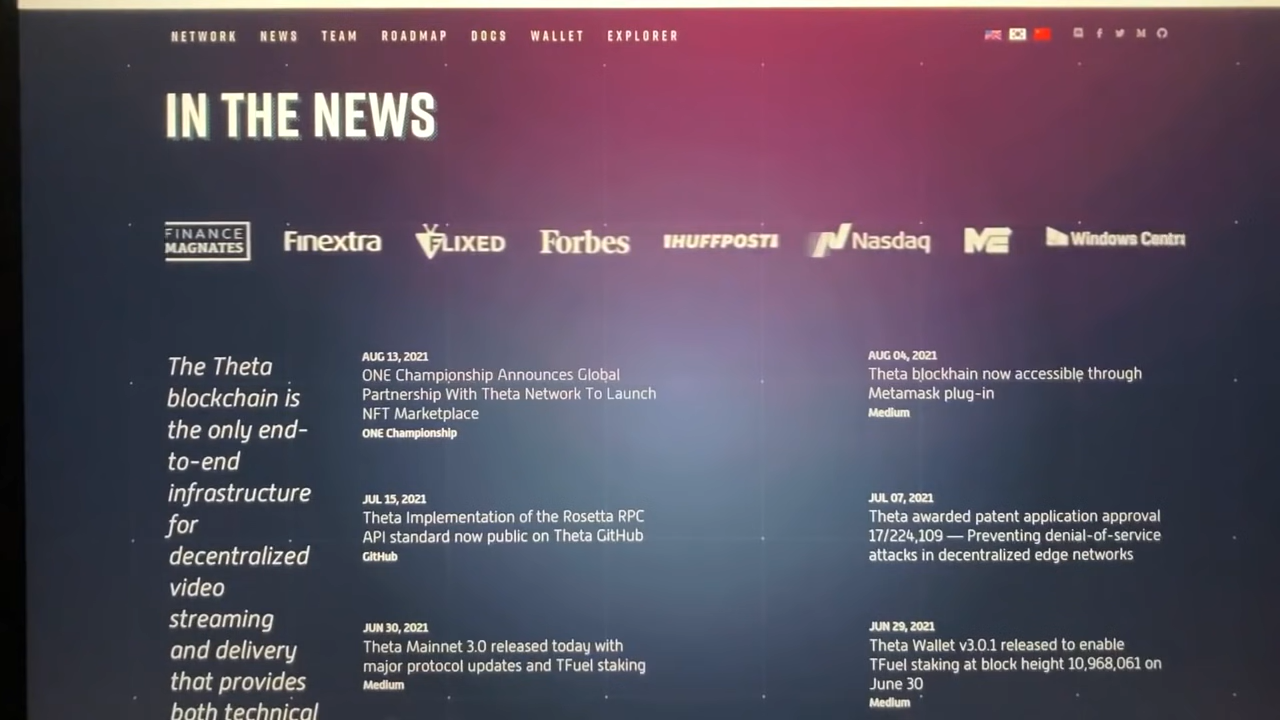 NETWORK NEWS TEAM ROADMAP DOCS WALLET EXPLORER
IN THE NEWS
FINANCE
MAGNATES
Finextra
FLIXED
Forbes
IHUFFPOSTI
Nasdaq
ME
Windows Centr
The Theta
blockchain is
the only end-
to-end
infrastructure
for
decentralized
video
streaming
and delivery
that provides
both technical
AUG 13, 2021
ONE Championship Announces Global
Partnership With Theta Network To Launch
NFT Marketplace
ONE Championship
JUL 15, 2021
Theta Implementation of the Rosetta RPC
API standard now public on Theta GitHub
GitHub
JUN 30, 2021
Theta Mainnet 3.0 released today with
major protocol updates and TFuel staking
Medium
AUG 04, 2021
Theta blockhain now accessible through
Metamask plug-in
Medium
JUL 07, 2021
Theta awarded patent application approval
17/224,109 — Preventing denial-of-service
attacks in decentralized edge networks
JUN 29, 2021
Theta Wallet v3.0.1 released to enable
TFuel staking at block height 10,968,061 on
June 30
Medium